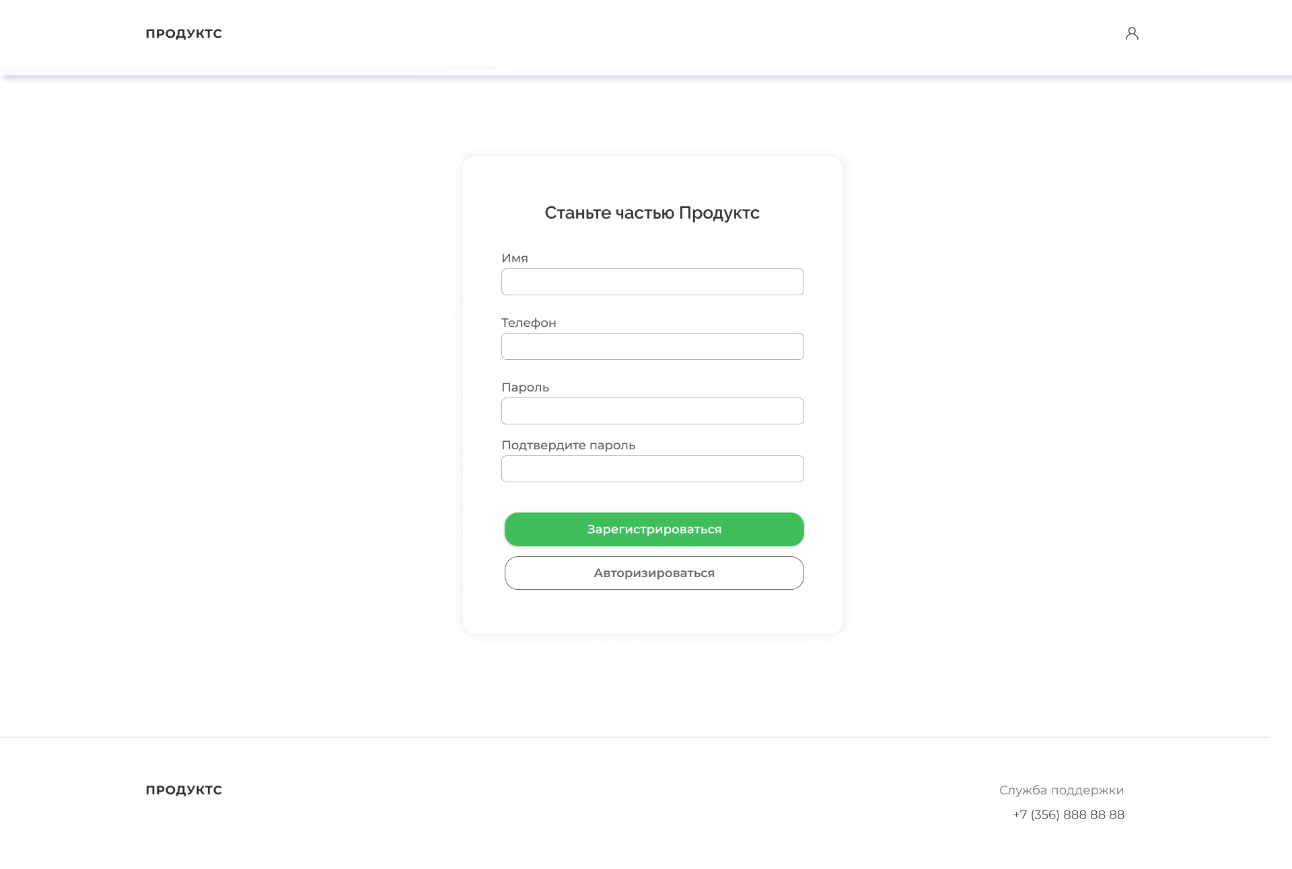 ПРОДУКТС
Станьте частью Продуктс
Имя
Телефон
Пароль
Подтвердите пароль
Зарегистрироваться
Авторизироваться
ПРОДУКТС
Служба поддержки
+7 (356) 888 88 88